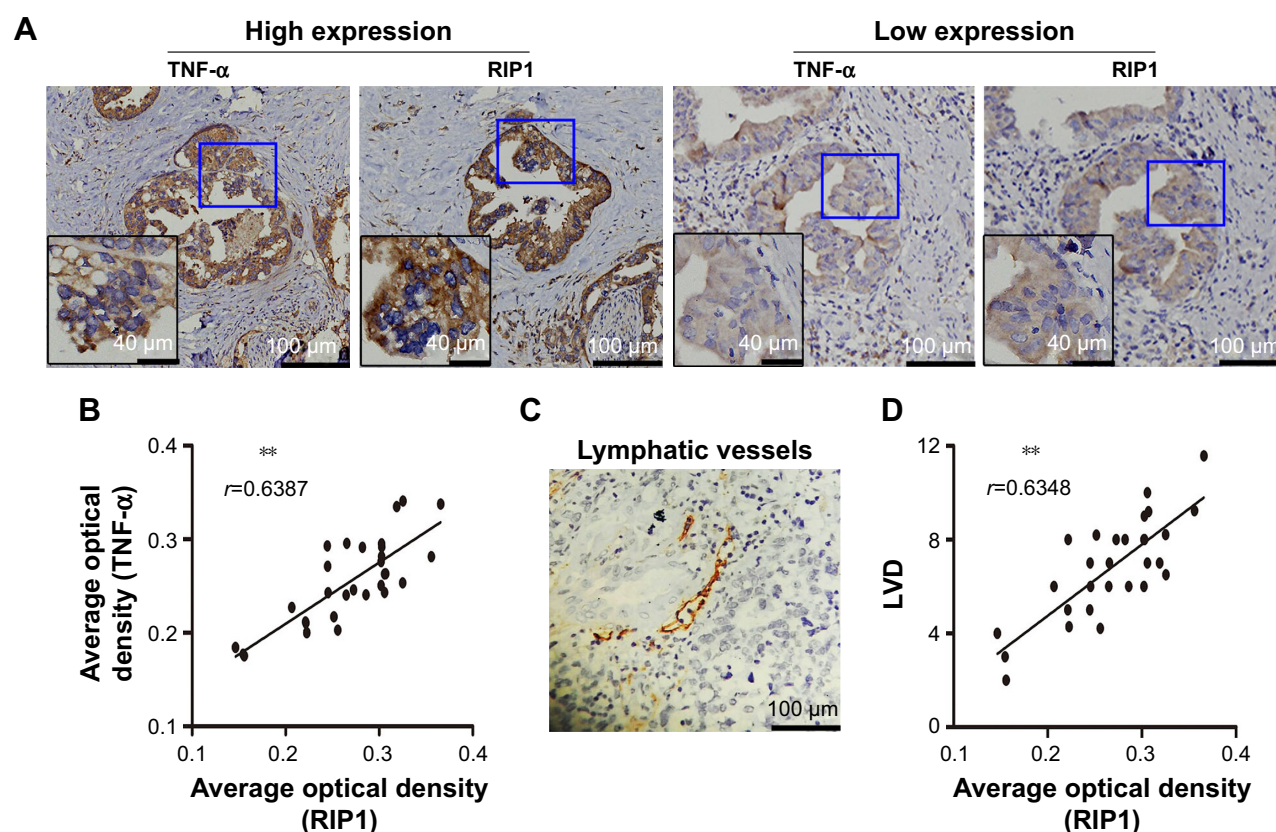 A
High expression
Low expression
TNF-α
RIP1
TNF-α
RIP1
40 μm
100 μm
40 μm
100 μm
40 μm
100 μm
40 μm
100 μm
B
0.4
0.3
0.2
0.1
**
r=0.6387
Average optical
density (TNF-α)
0.1
0.2
0.3
0.4
Average optical density
(RIP1)
C
Lymphatic vessels
100 μm
D
12
8
4
0
**
r=0.6348
LVD
0.1
0.2
0.3
0.4
Average optical density
(RIP1)